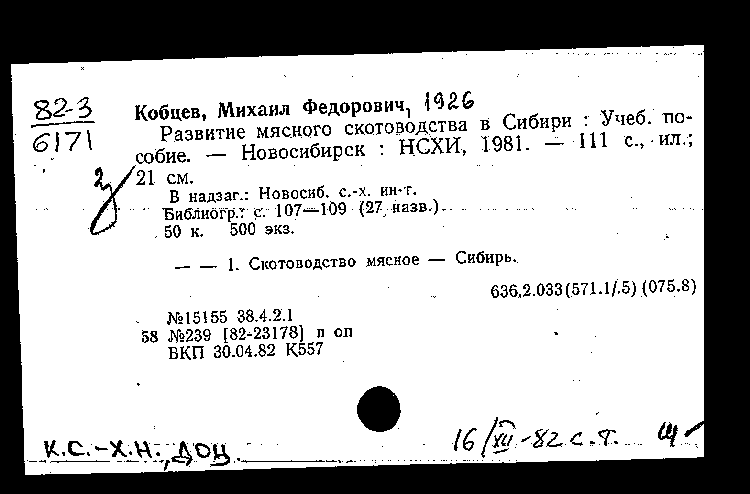 82-3
6171
Кобцев, Михаил Федорович, 1926
Развитие мясного скотоводства в Сибири : Учеб. по-
собие. — Новосибирск : НСХИ, 1981. — 111 с., ил.;
21 см.
В надзаг.: Новосиб. с.-х. ин-т.
Библиогр.: с. 107—109 (27 назв.).
50 к. 500 экз.
— — 1. Скотоводство мясное — Сибирь.
636.2.033(571.1/.5) (075.8)
№15155 38.4.2.1
58 №239 [82-23178] п оп
ВКП 30.04.82 К557
К.С.-Х.Н., ДОЦ.
16/XII-82 с.т.